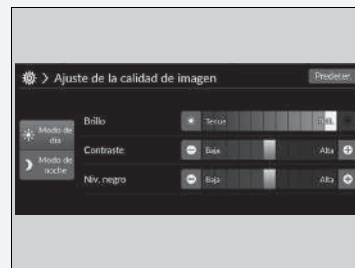 Ajuste de la calidad de imagen
Predeter.
Modo de día
Modo de noche
Brillo
Tenue
Contraste
Baja
Alta
Niv. negro
Baja
Alta